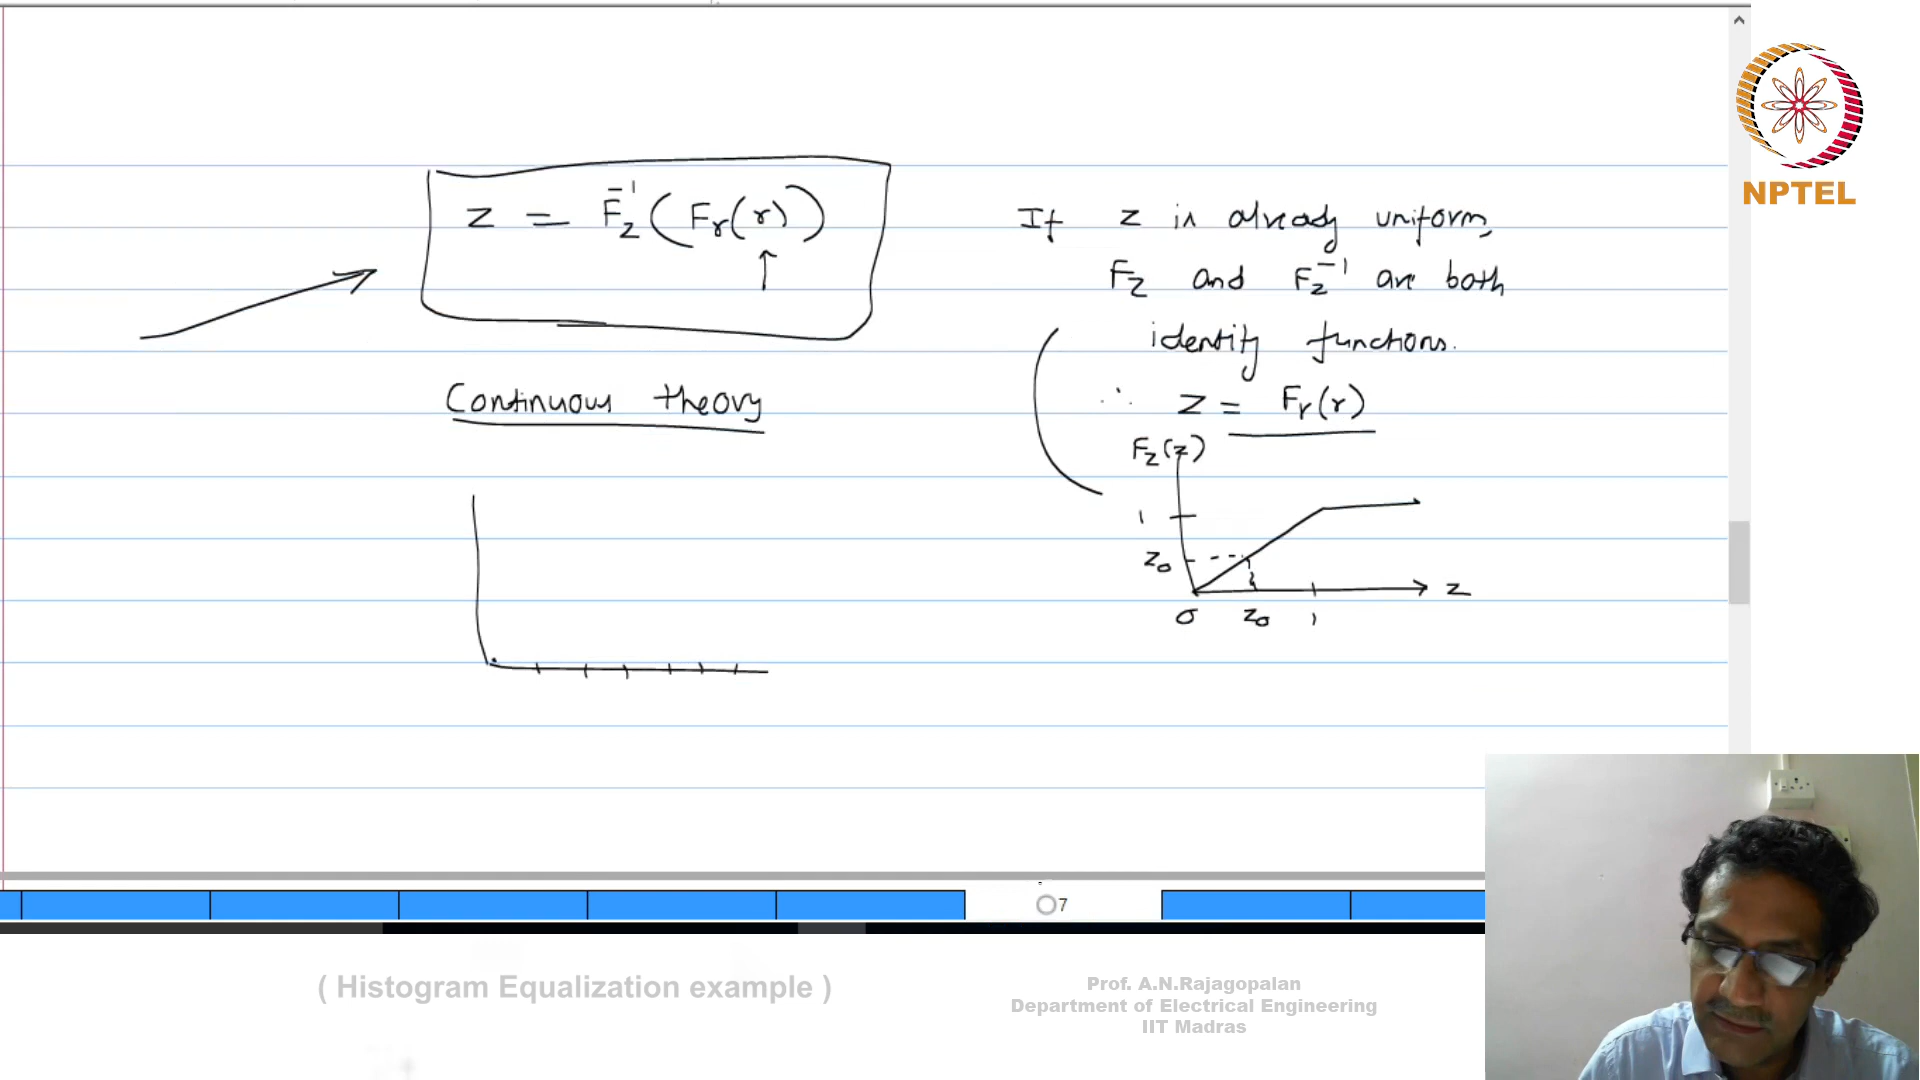 z = F_z^{-1}(F_r(r))
Continuous theory
If z in already uniform,
F_z and F_z^{-1} are both
identity functions.
∴ z = F_r(r)
F_z(z)
1
z_0
0 z_0 1
z
7
NPTEL
( Histogram Equalization example )
Prof. A.N.Rajagopalan
Department of Electrical Engineering
IIT Madras